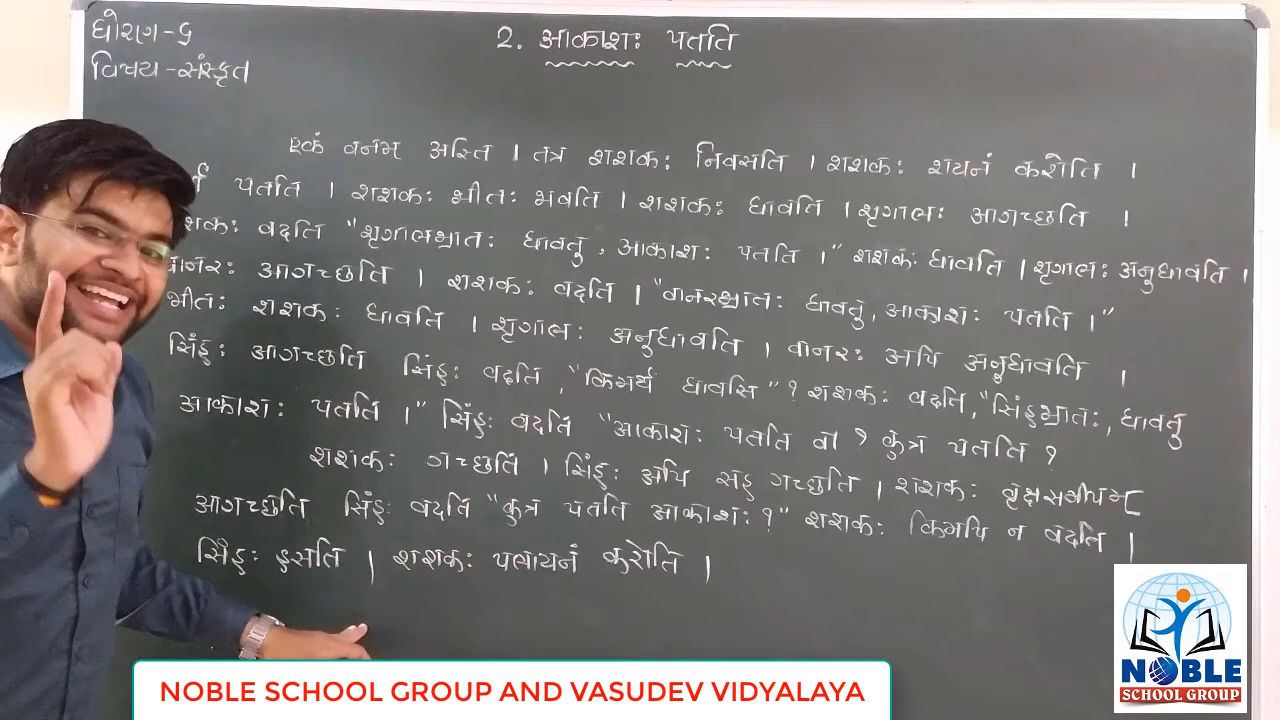 ધોરણ-૬
વિષય-સંસ્કૃત
2. आकाशः पतति
एकं वनम् अस्ति । तत्र शशकः निवसति । शशकः शयनं करोति ।
पतति । शशकः भीतः भवति । शशकः धावति । शृगालः आगच्छति ।
शकः वदति "शृगालभ्रातः धावतु, आकाशः पतति ।" शशकः धावति । शृगालः अनुधावति ।
वानरः आगच्छति । शशकः वदति । "वानरभ्रातः धावतु, आकाशः पतति ।"
भीतः शशकः धावति । शृगालः अनुधावति । वानरः अपि अनुधावति ।
सिंहः आगच्छति सिंहः वदति, "किमर्थं धावसि" ? शशकः वदति, "सिंहभ्रातः, धावतु
आकाशः पतति ।" सिंहः वदति "आकाशः पतति वा ? कुत्र पतति ?
शशकः गच्छति । सिंहः अपि सह गच्छति । शशकः वृक्षसमीपम्
आगच्छति सिंहः वदति "कुत्र पतति आकाशः ?" शशकः किमपि न वदति ।
सिंहः हसति । शशकः पलायनं करोति ।
NOBLE
SCHOOL GROUP
NOBLE SCHOOL GROUP AND VASUDEV VIDYALAYA